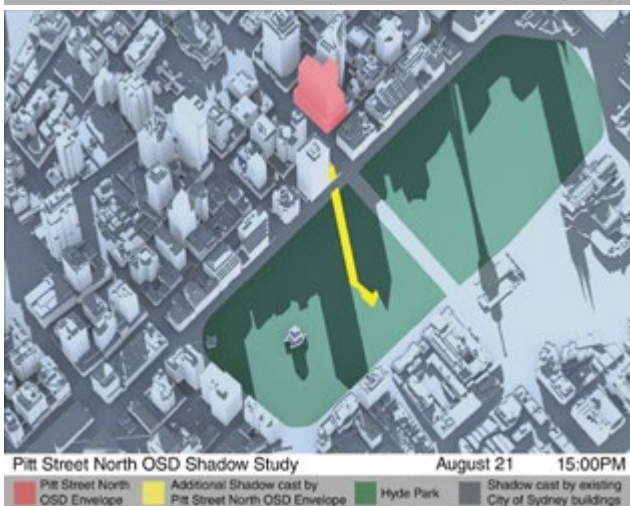 Pitt Street North OSD Shadow Study August 21 15:00PM
Pitt Street North
OSD Envelope
Additional Shadow cast by
Pitt Street North OSD Envelope
Hyde Park
Shadow cast by existing
City of Sydney buildings